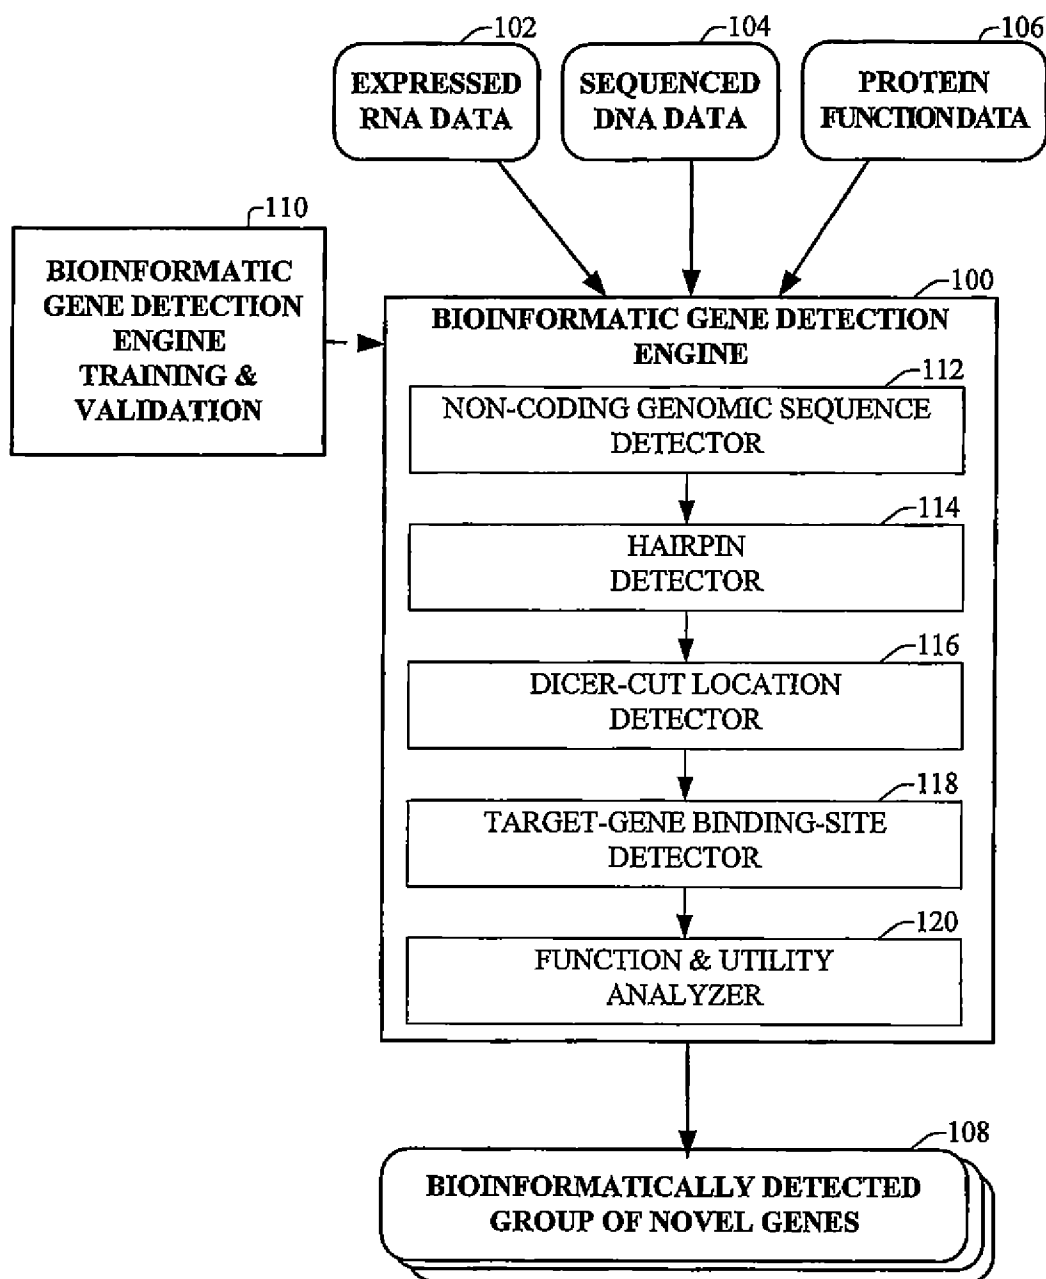 102
EXPRESSED
RNA DATA
104
SEQUENCED
DNA DATA
106
PROTEIN
FUNCTION DATA
110
BIOINFORMATIC
GENE DETECTION
ENGINE
TRAINING &
VALIDATION
100
BIOINFORMATIC GENE DETECTION
ENGINE
112
NON-CODING GENOMIC SEQUENCE
DETECTOR
114
HAIRPIN
DETECTOR
116
DICER-CUT LOCATION
DETECTOR
118
TARGET-GENE BINDING-SITE
DETECTOR
120
FUNCTION & UTILITY
ANALYZER
108
BIOINFORMATICALLY DETECTED
GROUP OF NOVEL GENES